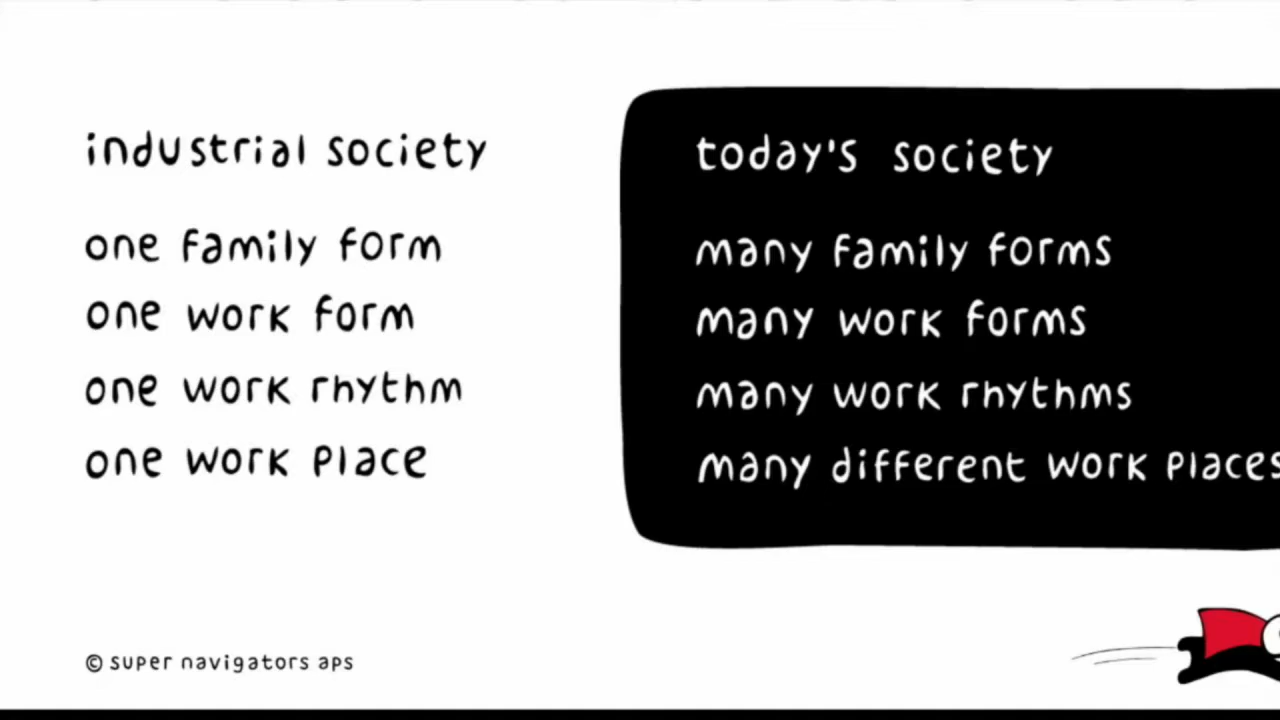 industrial society
one family form
one work form
one work rhythm
one work place
today's society
many family forms
many work forms
many work rhythms
many different work places
© super navigators aps